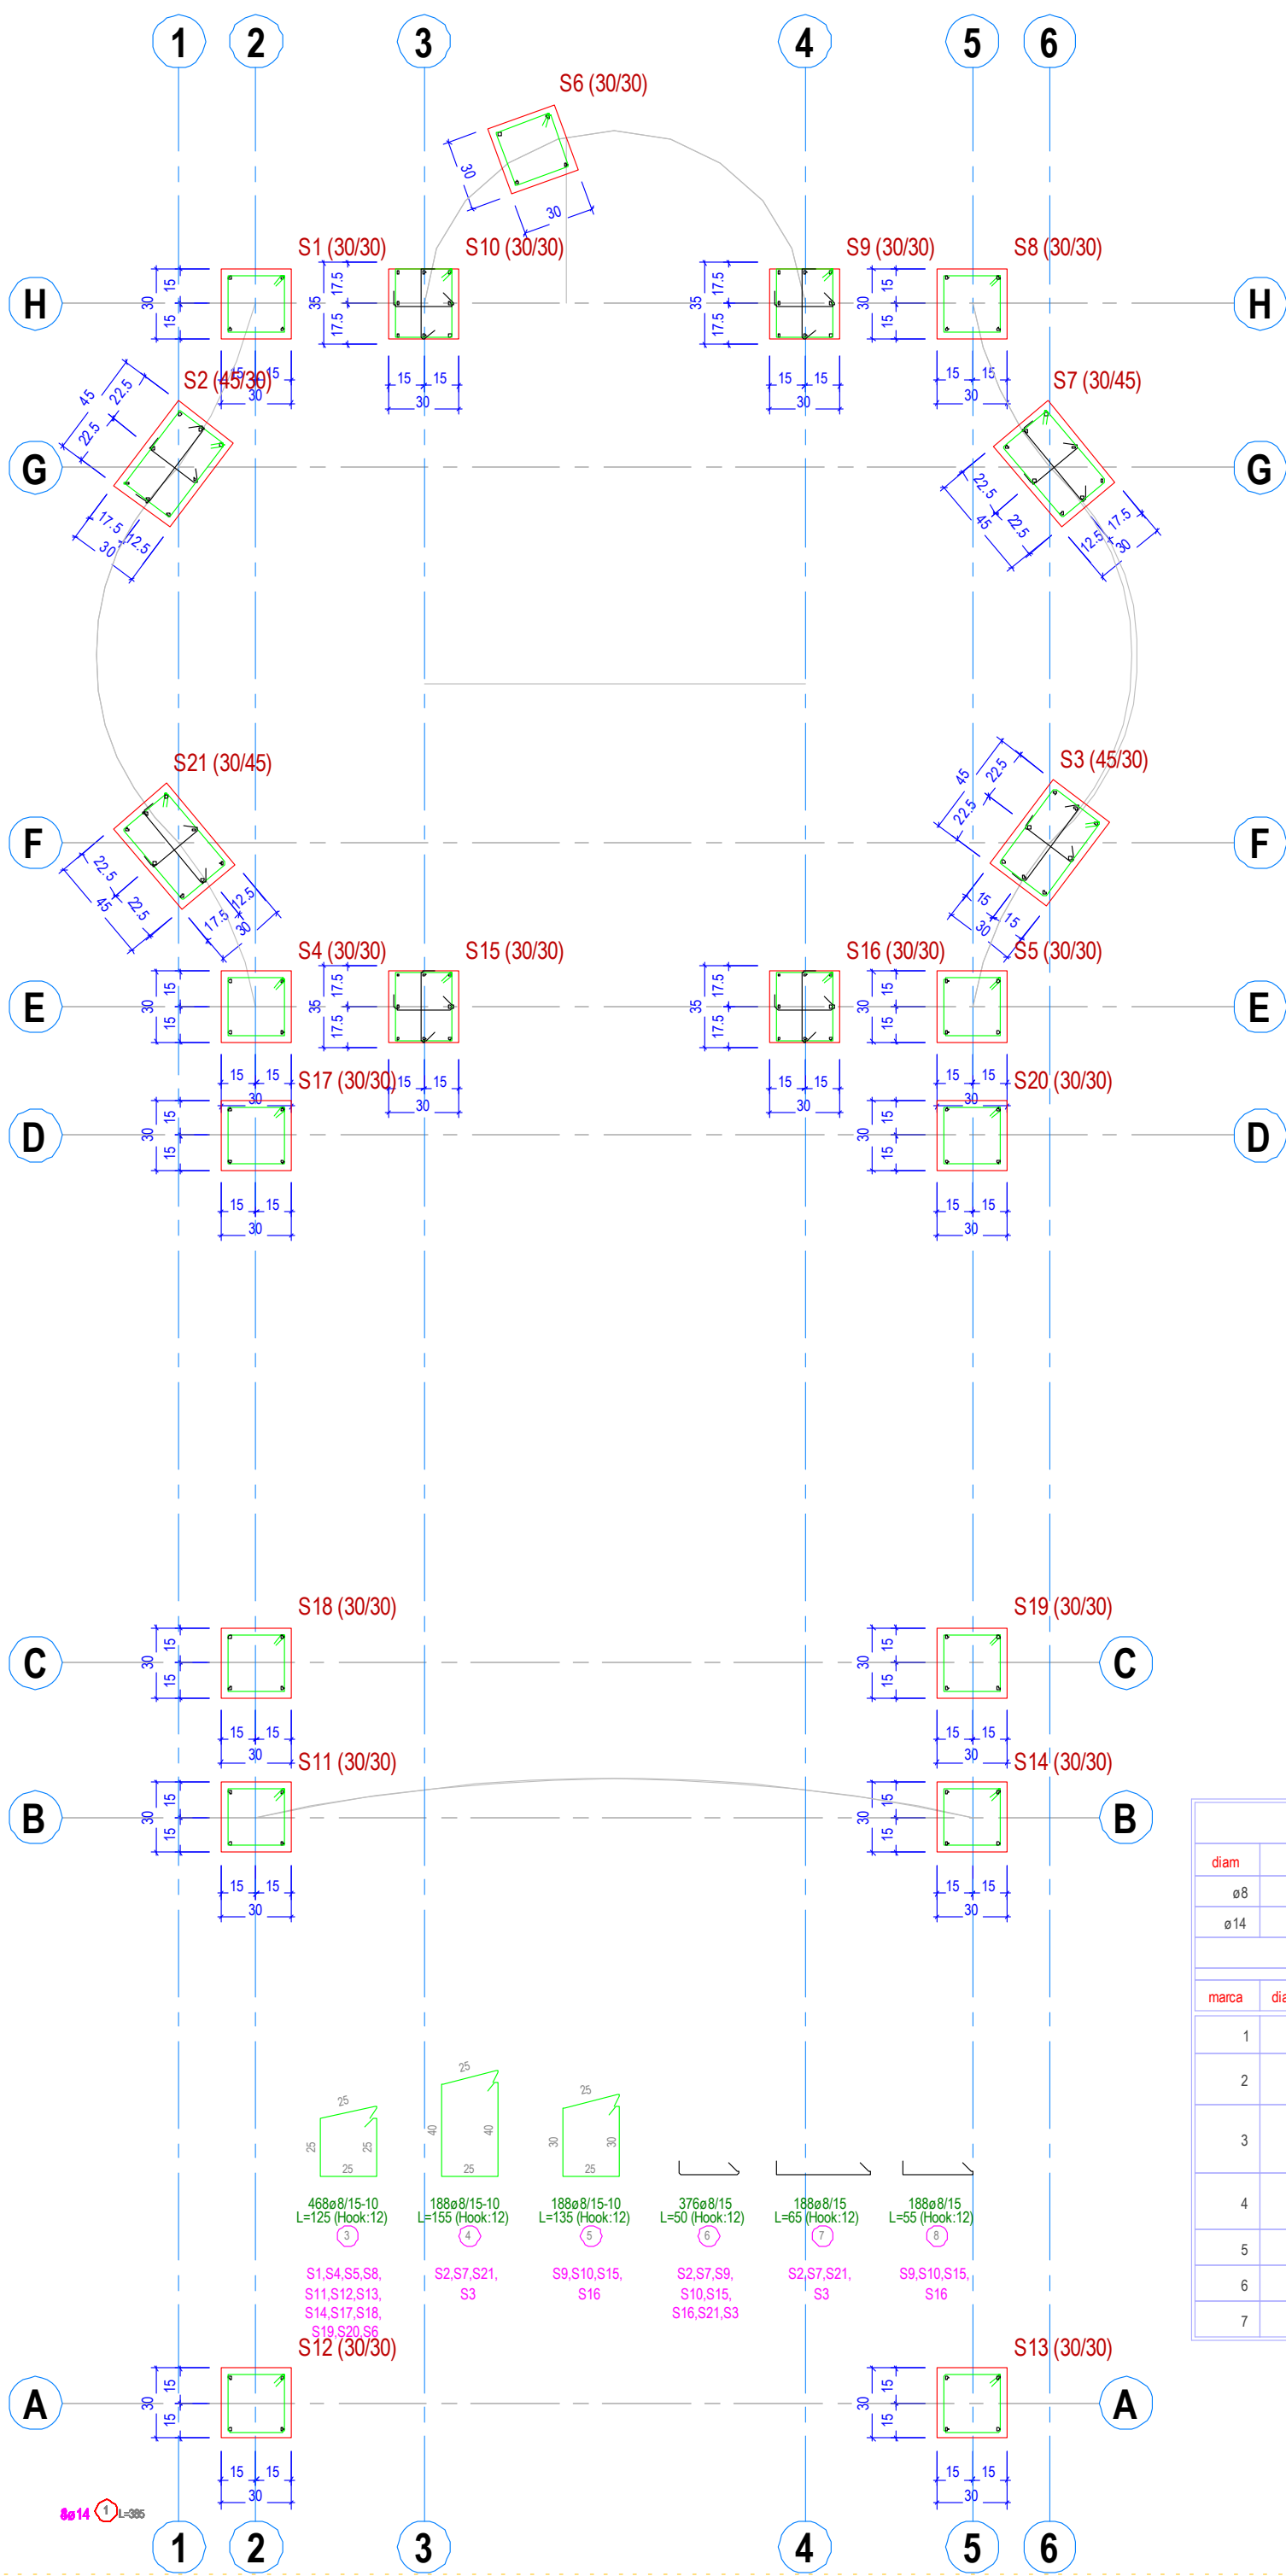 1 2 3 4 5 6
S6 (30/30)
30
30
S1 (30/30) S10 (30/30) S9 (30/30) S8 (30/30)
H H
30 15 15 35 17.5 17.5 35 17.5 17.5 30 15 15
15 15 15 15 15 15 15 15
30 30 30 30
S2 (45/30) S7 (30/45)
45 22.5 22.5
G G
17.5 12.5
30
22.5 22.5
45
12.5 17.5
30
S21 (30/45) S3 (45/30)
45 22.5 22.5
F F
22.5 22.5
45
17.5 12.5
30
15 15
30
S4 (30/30) S15 (30/30) S16 (30/30) S5 (30/30)
E E
30 15 15 35 17.5 17.5 35 17.5 17.5 30 15 15
15 15 15 15 15 15 15 15
30 30 30 30
S17 (30/30) S20 (30/30)
D D
30 15 15 30 15 15
15 15 15 15
30 30
S18 (30/30) S19 (30/30)
C C
30 15 15 30 15 15
15 15 15 15
30 30
S11 (30/30) S14 (30/30)
B B
30 15 15 30 15 15
15 15 15 15
30 30
diam
ø8
ø14
marca
1
2
3
4
5
6
7
25 25 25 25
25 40 40 25
25 30 30 25
468ø8/15-10 188ø8/15-10 188ø8/15-10 376ø8/15 188ø8/15 188ø8/15
L=125 (Hook:12) L=155 (Hook:12) L=135 (Hook:12) L=50 (Hook:12) L=65 (Hook:12) L=55 (Hook:12)
3 4 5 6 7 8
S1,S4,S5,S8, S2,S7,S21, S9,S10,S15, S2,S7,S9, S2,S7,S21, S9,S10,S15,
S11,S12,S13, S3 S16 S10,S15, S3 S16
S14,S17,S18, S16,S21,S3
S19,S20,S6
S12 (30/30) S13 (30/30)
A A
30 15 15 30 15 15
15 15 15 15
30 30
ø14 1 L=385
1 2 3 4 5 6